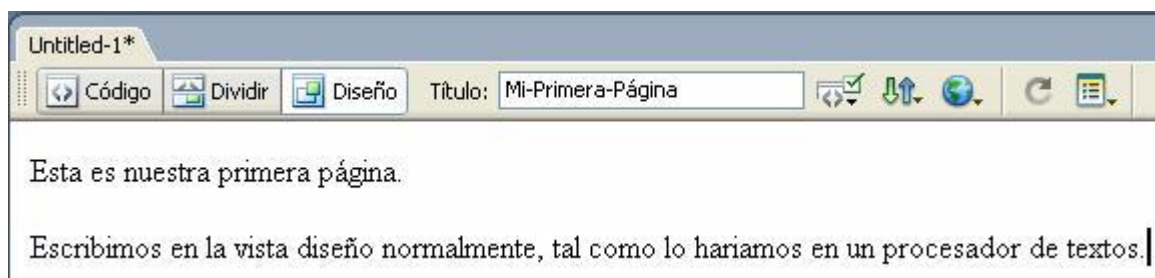 Untitled-1*
Código Dividir Diseño Título: Mi-Primera-Página
Esta es nuestra primera página.
Escribimos en la vista diseño normalmente, tal como lo hariamos en un procesador de textos.